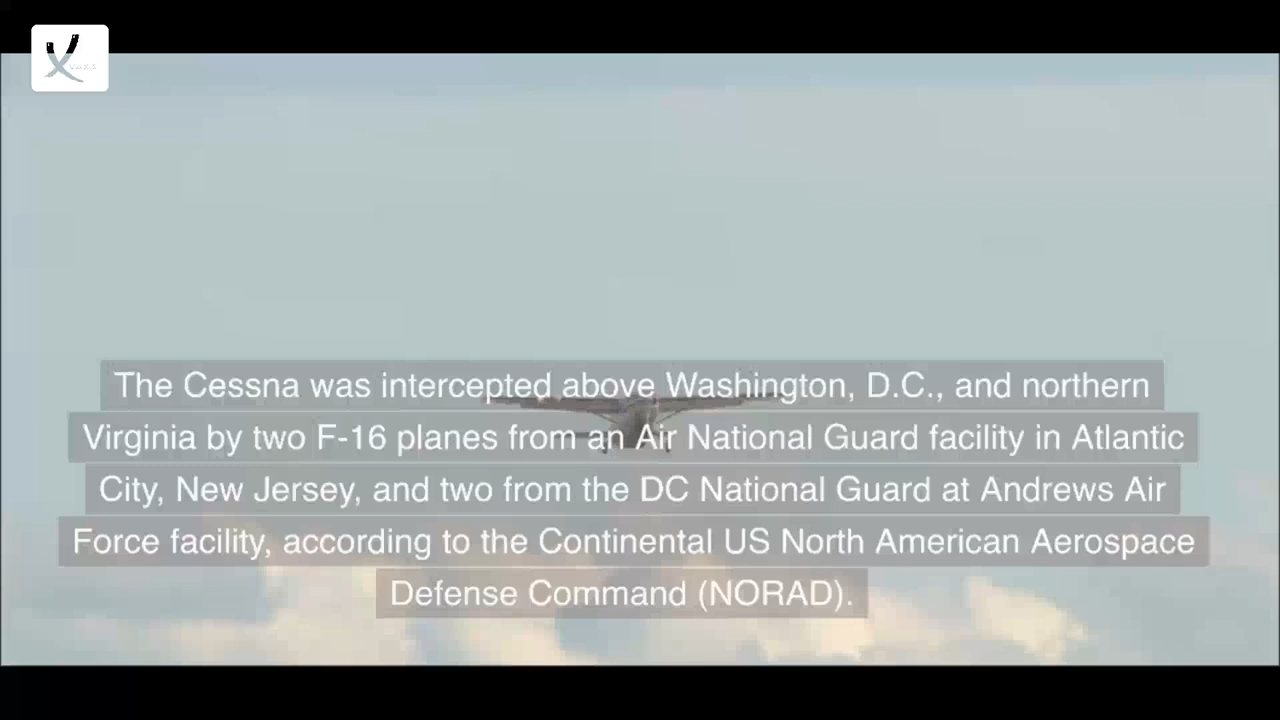 The Cessna was intercepted above Washington, D.C., and northern
Virginia by two F-16 planes from an Air National Guard facility in Atlantic
City, New Jersey, and two from the DC National Guard at Andrews Air
Force facility, according to the Continental US North American Aerospace
Defense Command (NORAD).